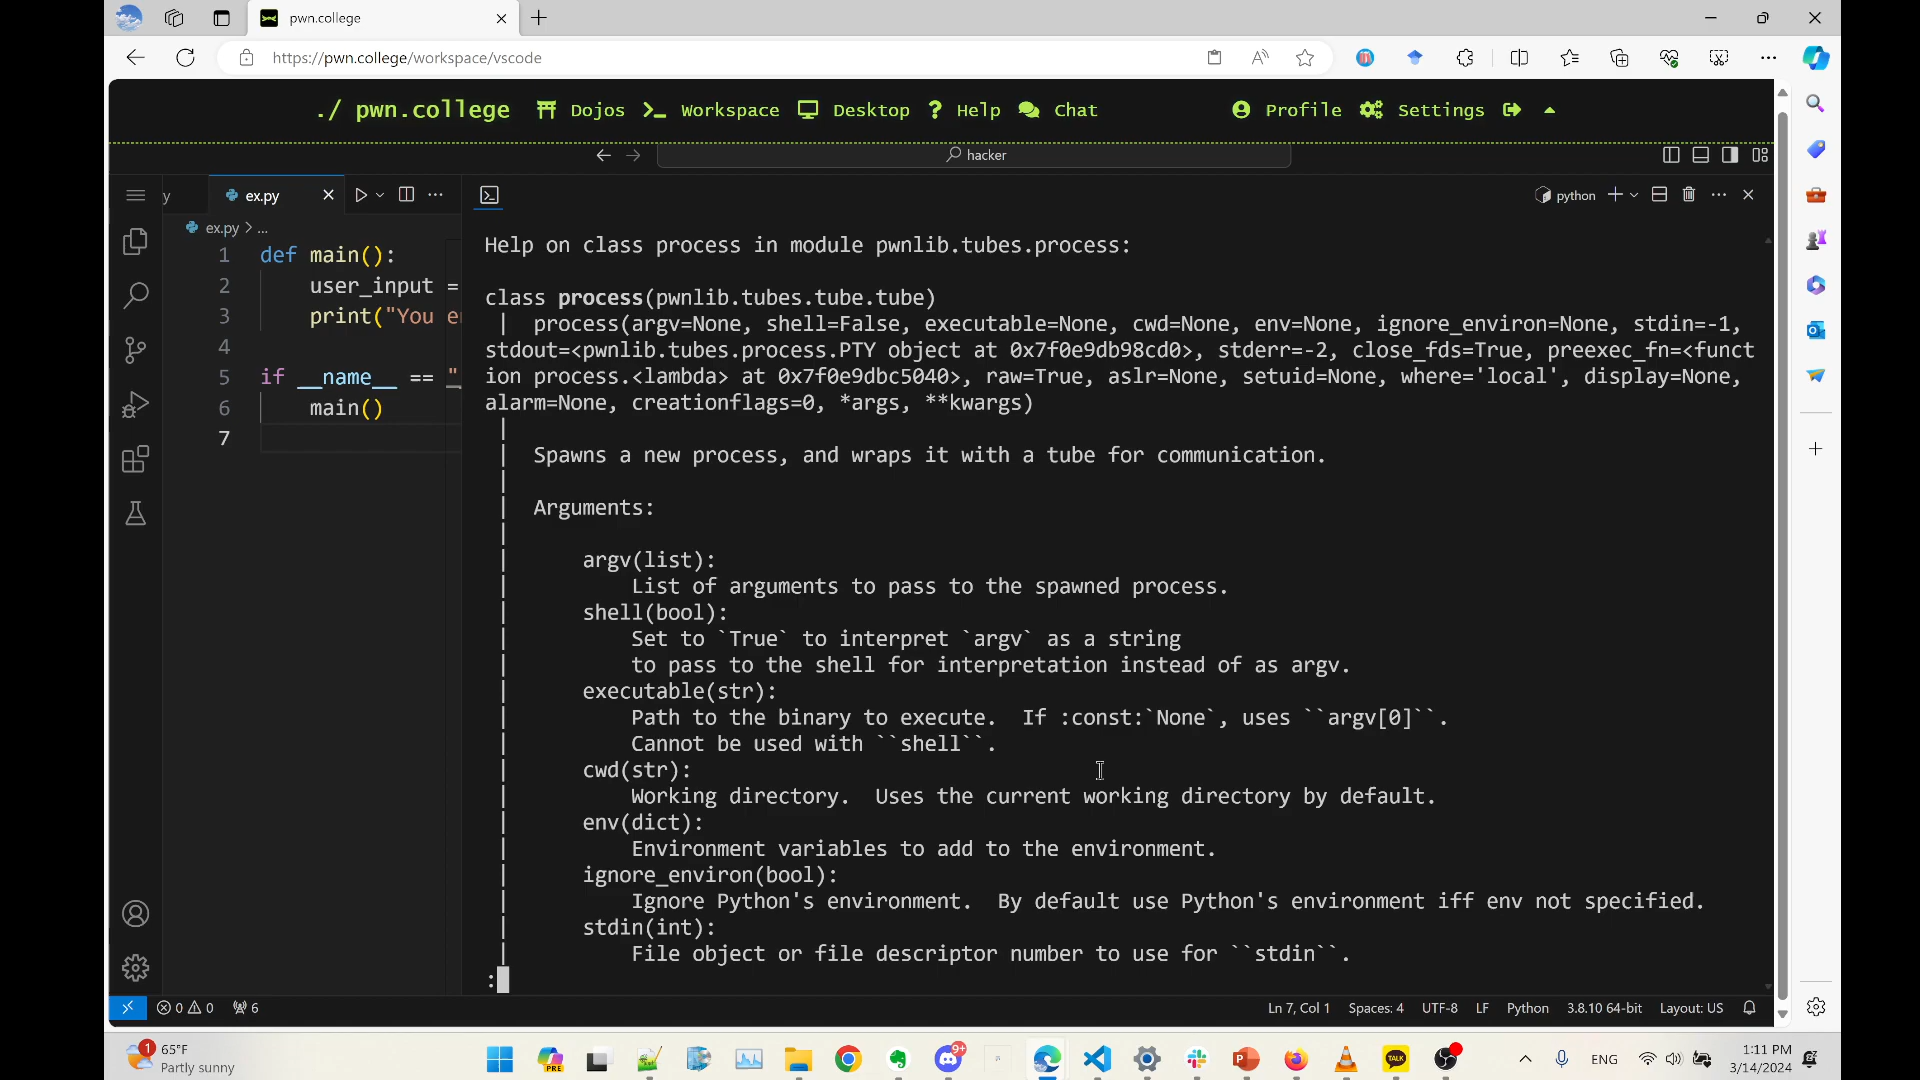 pwn.college
https://pwn.college/workspace/vscode
./ pwn.college Dojos Workspace Desktop ? Help Chat Profile Settings
hacker
y ex.py
python
ex.py > ...
1 def main():
2 user_input =
3 print("You e
4
5 if __name__ == "_
6 main()
7
Help on class process in module pwnlib.tubes.process:
class process(pwnlib.tubes.tube.tube)
| process(argv=None, shell=False, executable=None, cwd=None, env=None, ignore_environ=None, stdin=-1,
stdout=<pwnlib.tubes.process.PTY object at 0x7f0e9db98cd0>, stderr=-2, close_fds=True, preexec_fn=<funct
ion process.<lambda> at 0x7f0e9dbc5040>, raw=True, aslr=None, setuid=None, where='local', display=None,
alarm=None, creationflags=0, *args, **kwargs)
|
| Spawns a new process, and wraps it with a tube for communication.
|
| Arguments:
|
| argv(list):
| List of arguments to pass to the spawned process.
| shell(bool):
| Set to `True` to interpret `argv` as a string
| to pass to the shell for interpretation instead of as argv.
| executable(str):
| Path to the binary to execute.  If :const:`None`, uses ``argv[0]``.
| Cannot be used with ``shell``.
| cwd(str):
| Working directory.  Uses the current working directory by default.
| env(dict):
| Environment variables to add to the environment.
| ignore_environ(bool):
| Ignore Python's environment.  By default use Python's environment iff env not specified.
| stdin(int):
| File object or file descriptor number to use for ``stdin``.
:
0 0 6
Ln 7, Col 1 Spaces: 4 UTF-8 LF Python 3.8.10 64-bit Layout: US
1 65°F
Partly sunny
PRE
9+
TALK
ENG
1:11 PM
3/14/2024